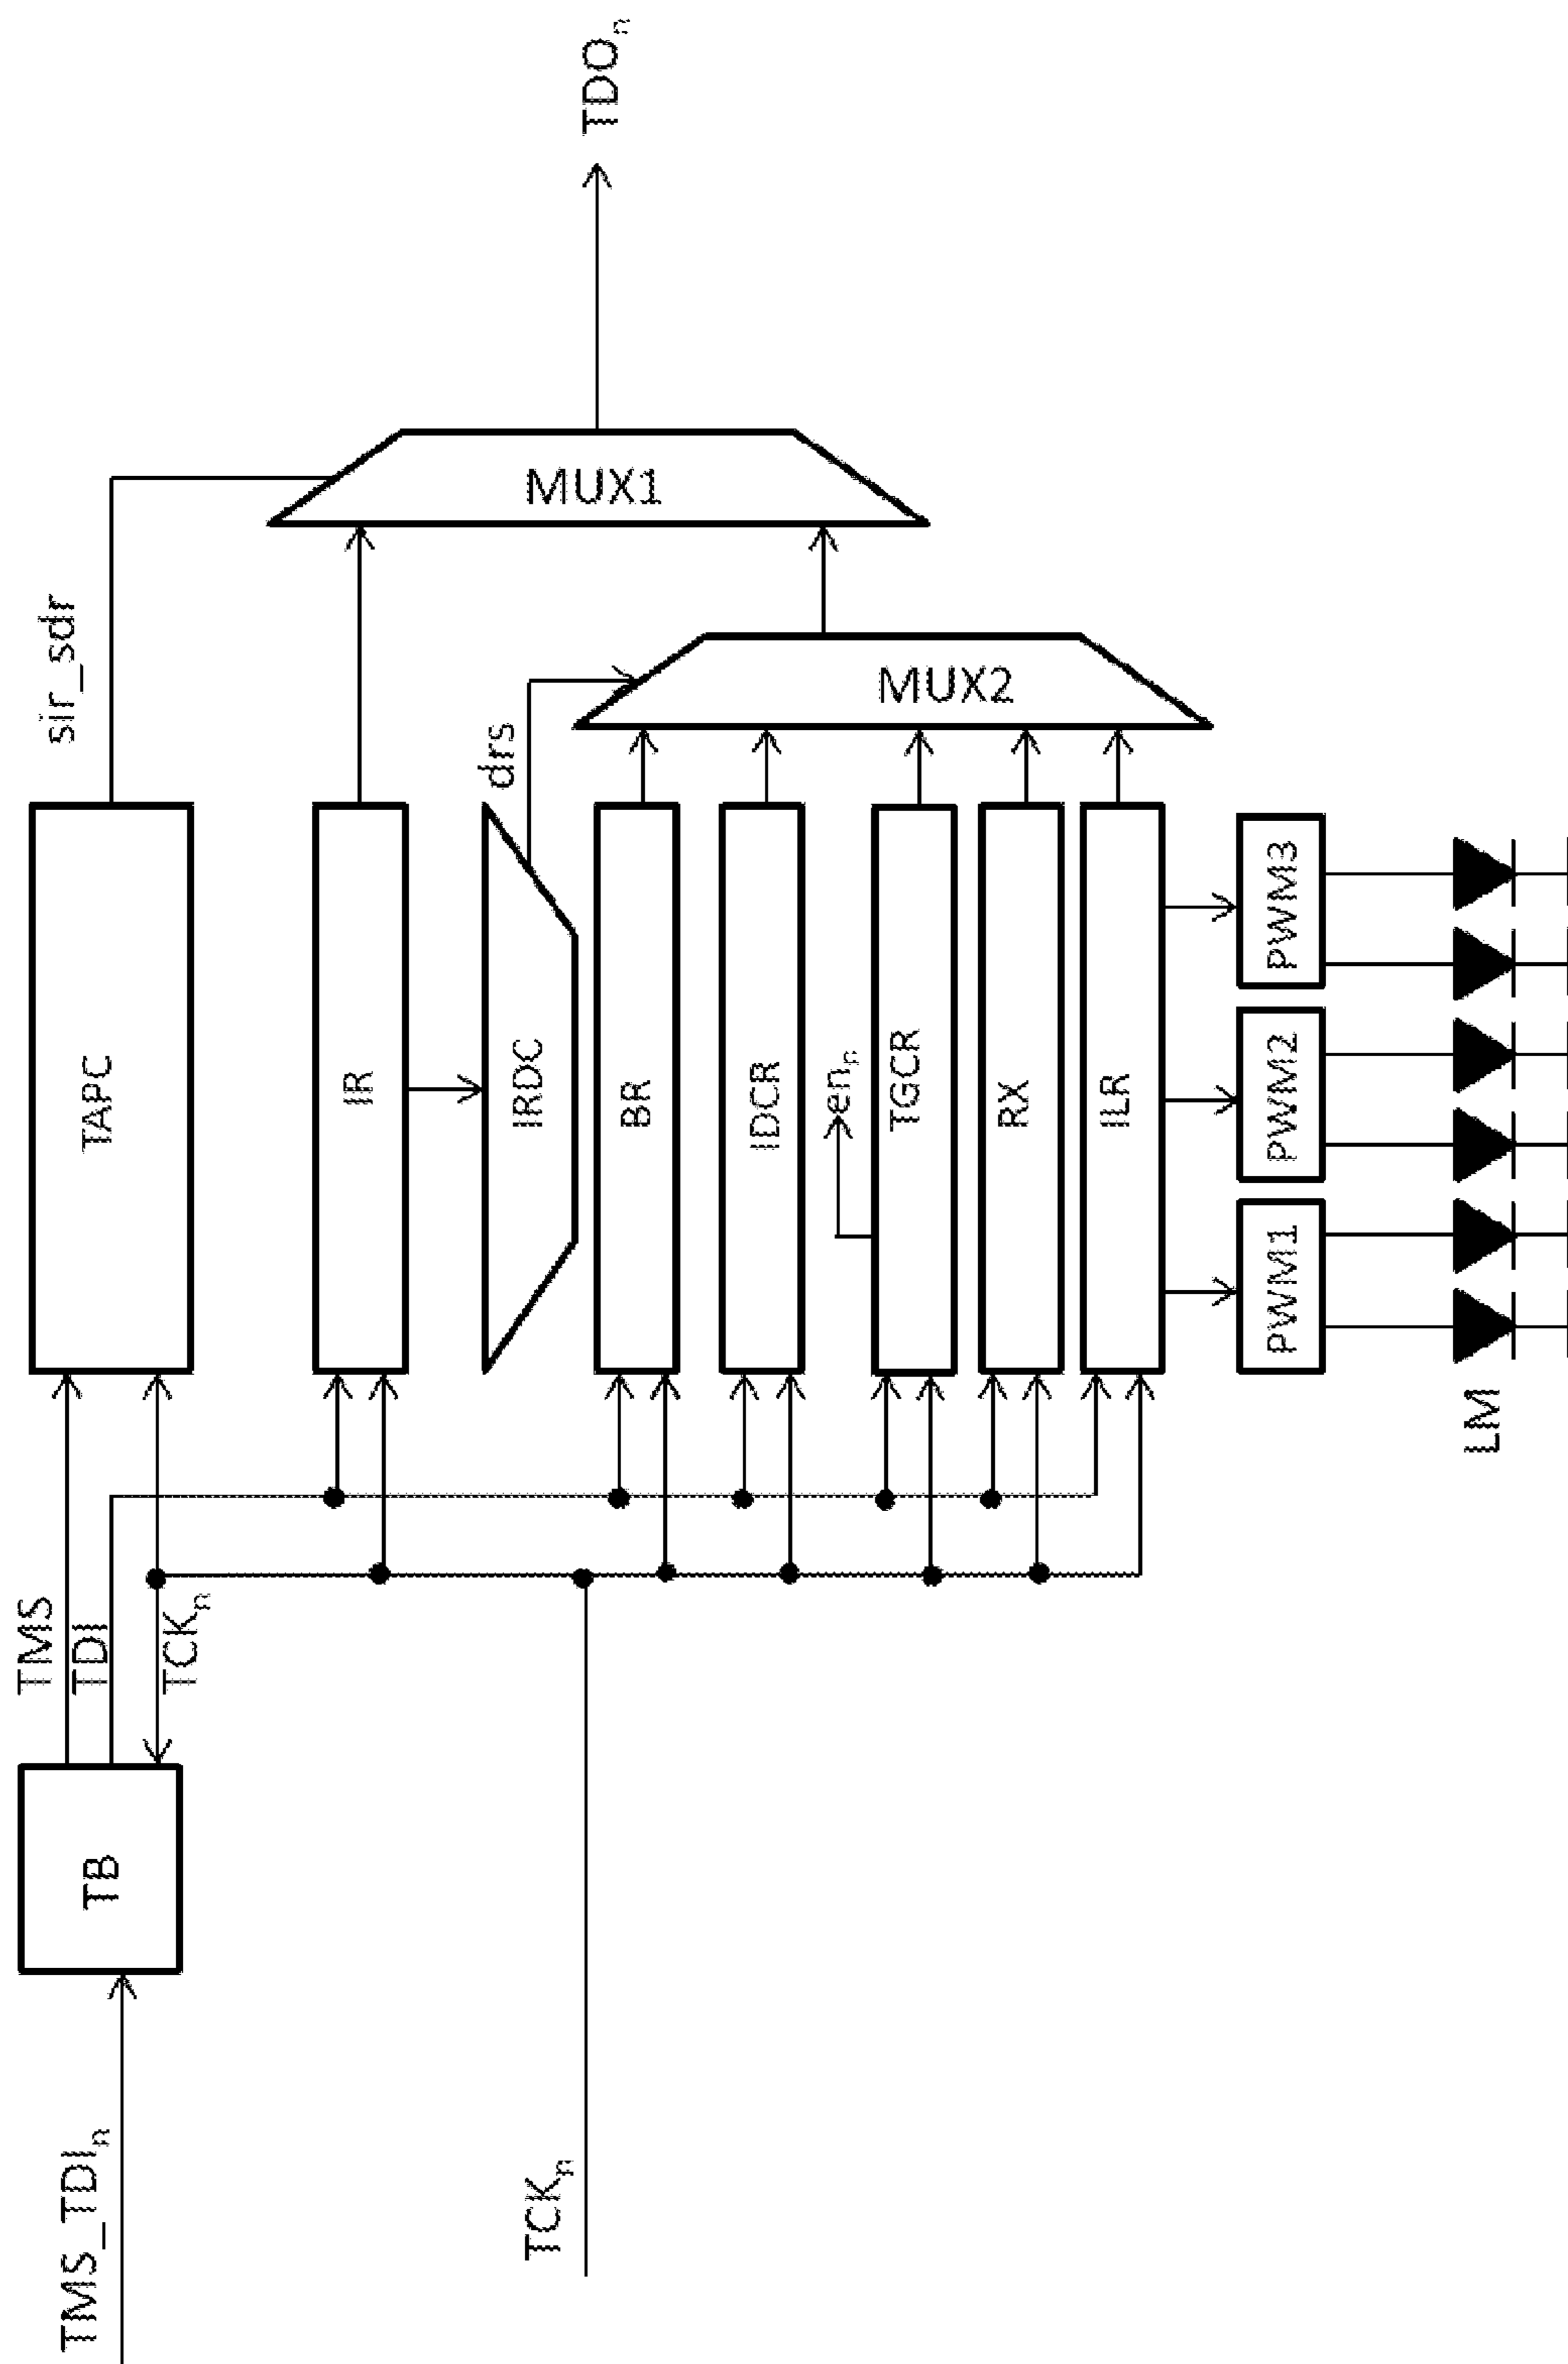 TMS_TDIn
TCKn
TB
TMS
TDI
TCKn
TAPC
sir_sdr
IR
IRDC
drs
BR
IDCR
enn
TGCR
RX
ILR
MUX1
MUX2
TDOn
PWM1
PWM2
PWM3
LM